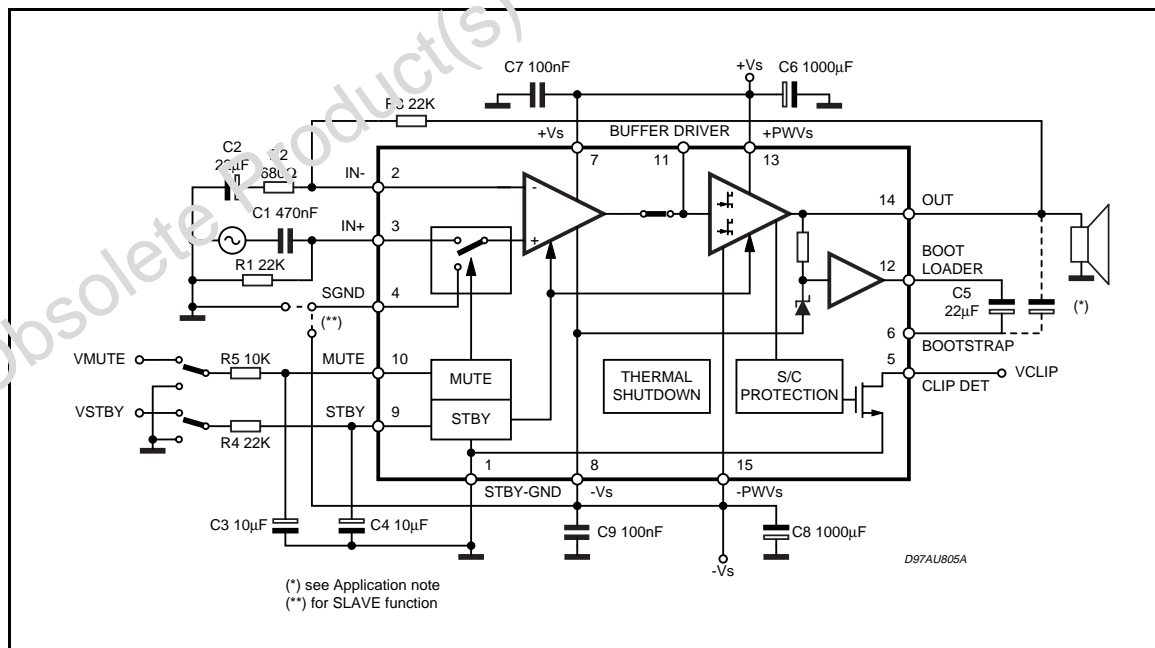 Obsolete Product(s)
C7 100nF
+Vs
C6 1000µF
22K
+Vs
BUFFER DRIVER
+PWVs
7
11
13
C2
22µF
680Ω
IN-
2
-
14
OUT
C1 470nF
IN+
3
+
R1 22K
BOOT
LOADER
12
SGND
4
C5
22µF
(*)
(**)
6
BOOTSTRAP
VMUTE
R5 10K
MUTE
10
MUTE
THERMAL
SHUTDOWN
S/C
PROTECTION
5
VCLIP
CLIP DET
VSTBY
STBY
9
STBY
R4 22K
1
8
15
STBY-GND
-Vs
-PWVs
C3 10µF
C4 10µF
C9 100nF
C8 1000µF
-Vs
D97AU805A
(*) see Application note
(**) for SLAVE function